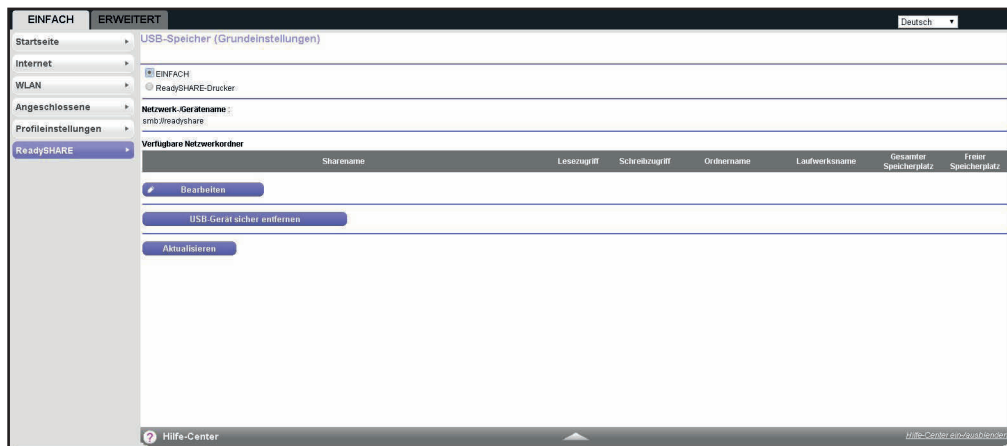 EINFACH ERWEITERT
Deutsch
Startseite
Internet
WLAN
Angeschlossene
Profileinstellungen
ReadySHARE
USB-Speicher (Grundeinstellungen)
EINFACH
ReadySHARE-Drucker
Netzwerk-/Gerätename :
smb://readyshare
Verfügbare Netzwerkordner
Sharename Lesezugriff Schreibzugriff Ordnername Laufwerksname Gesamter Speicherplatz Freier Speicherplatz
Bearbeiten
USB-Gerät sicher entfernen
Aktualisieren
? Hilfe-Center
Hilfe-Center ein-/ausblenden